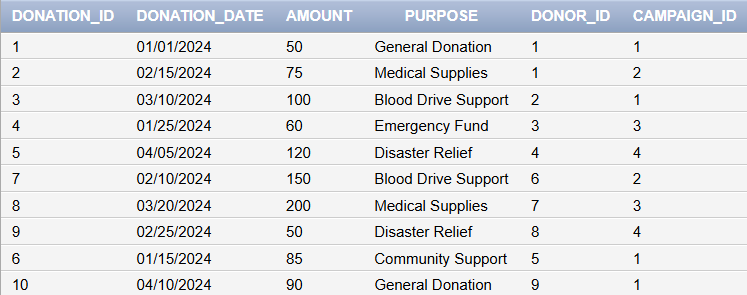 DONATION_ID DONATION_DATE AMOUNT PURPOSE DONOR_ID CAMPAIGN_ID
1 01/01/2024 50 General Donation 1 1
2 02/15/2024 75 Medical Supplies 1 2
3 03/10/2024 100 Blood Drive Support 2 1
4 01/25/2024 60 Emergency Fund 3 3
5 04/05/2024 120 Disaster Relief 4 4
7 02/10/2024 150 Blood Drive Support 6 2
8 03/20/2024 200 Medical Supplies 7 3
9 02/25/2024 50 Disaster Relief 8 4
6 01/15/2024 85 Community Support 5 1
10 04/10/2024 90 General Donation 9 1